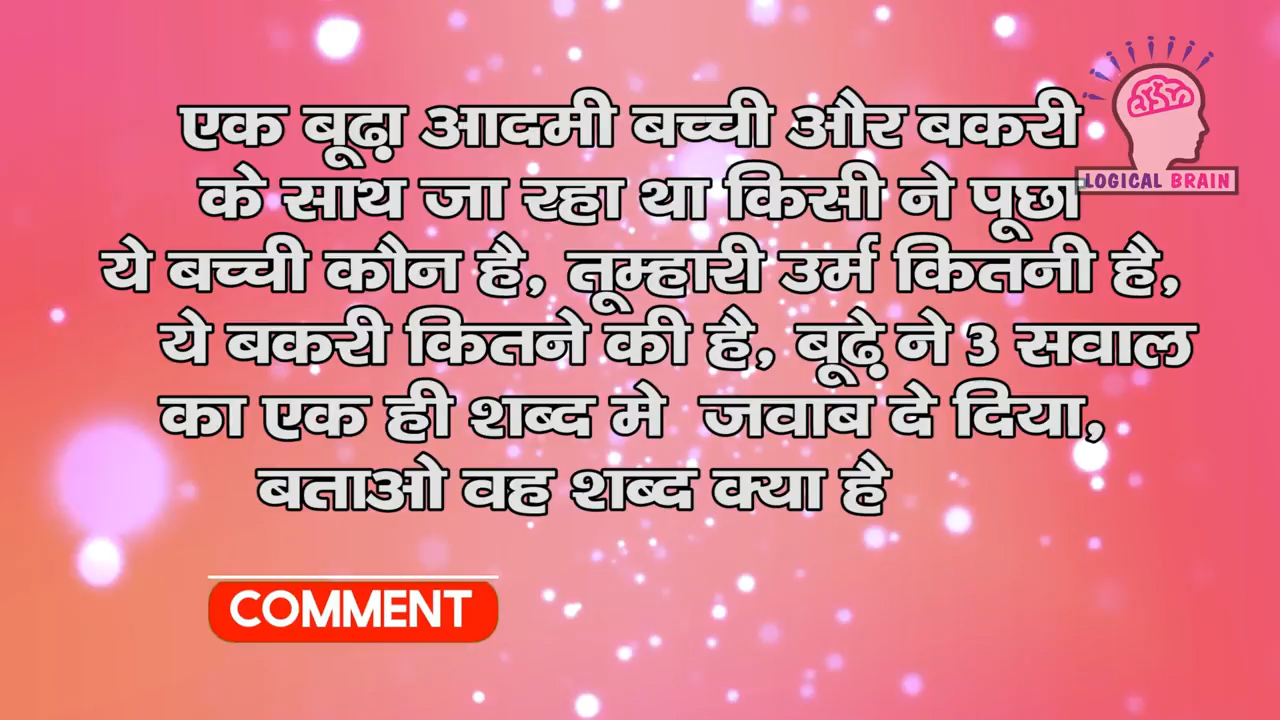 एक बूढ़ा आदमी बच्ची और बकरी
के साथ जा रहा था किसी ने पूछा
ये बच्ची कौन है, तूम्हारी उर्म कितनी है,
ये बकरी कितने की है, बूढ़े ने 3 सवाल
का एक ही शब्द मे जवाब दे दिया,
बताओ वह शब्द क्या है
LOGICAL BRAIN
COMMENT